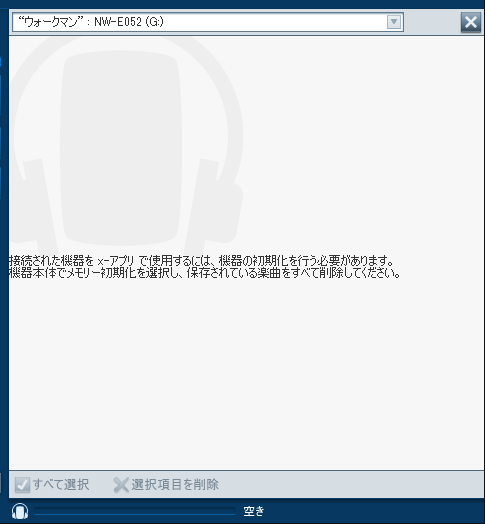 “ウォークマン” : NW-E052 (G:)
接続された機器を x-アプリ で使用するには、機器の初期化を行う必要があります。
機器本体でメモリー初期化を選択し、保存されている楽曲をすべて削除してください。
すべて選択 選択項目を削除
空き